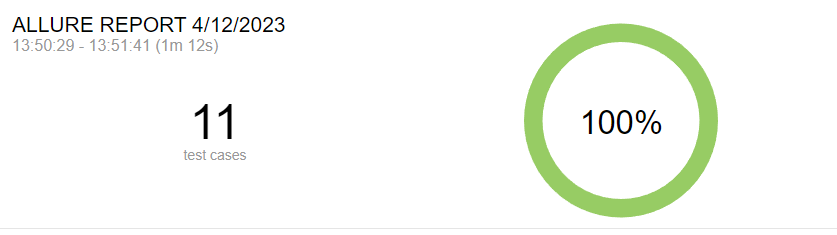 ALLURE REPORT 4/12/2023
13:50:29 - 13:51:41 (1m 12s)
11
test cases
100%